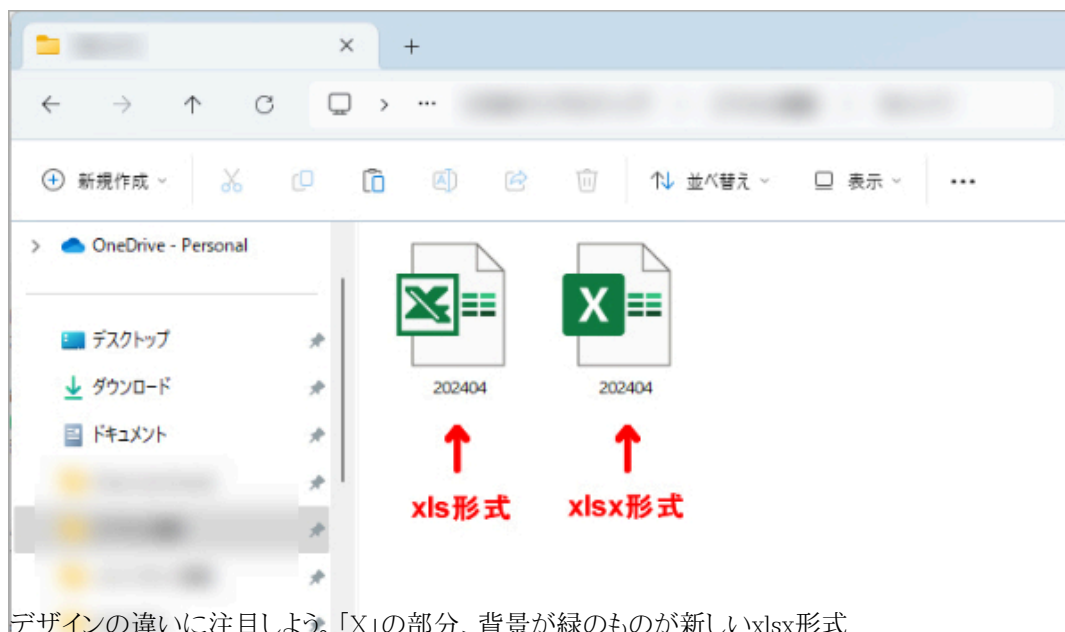 新規作成
並べ替え
表示
OneDrive - Personal
デスクトップ
ダウンロード
ドキュメント
202404
202404
xls形式
xlsx形式
デザインの違いに注目しよう。「X」の部分，背景が緑のものが新しいxlsx形式